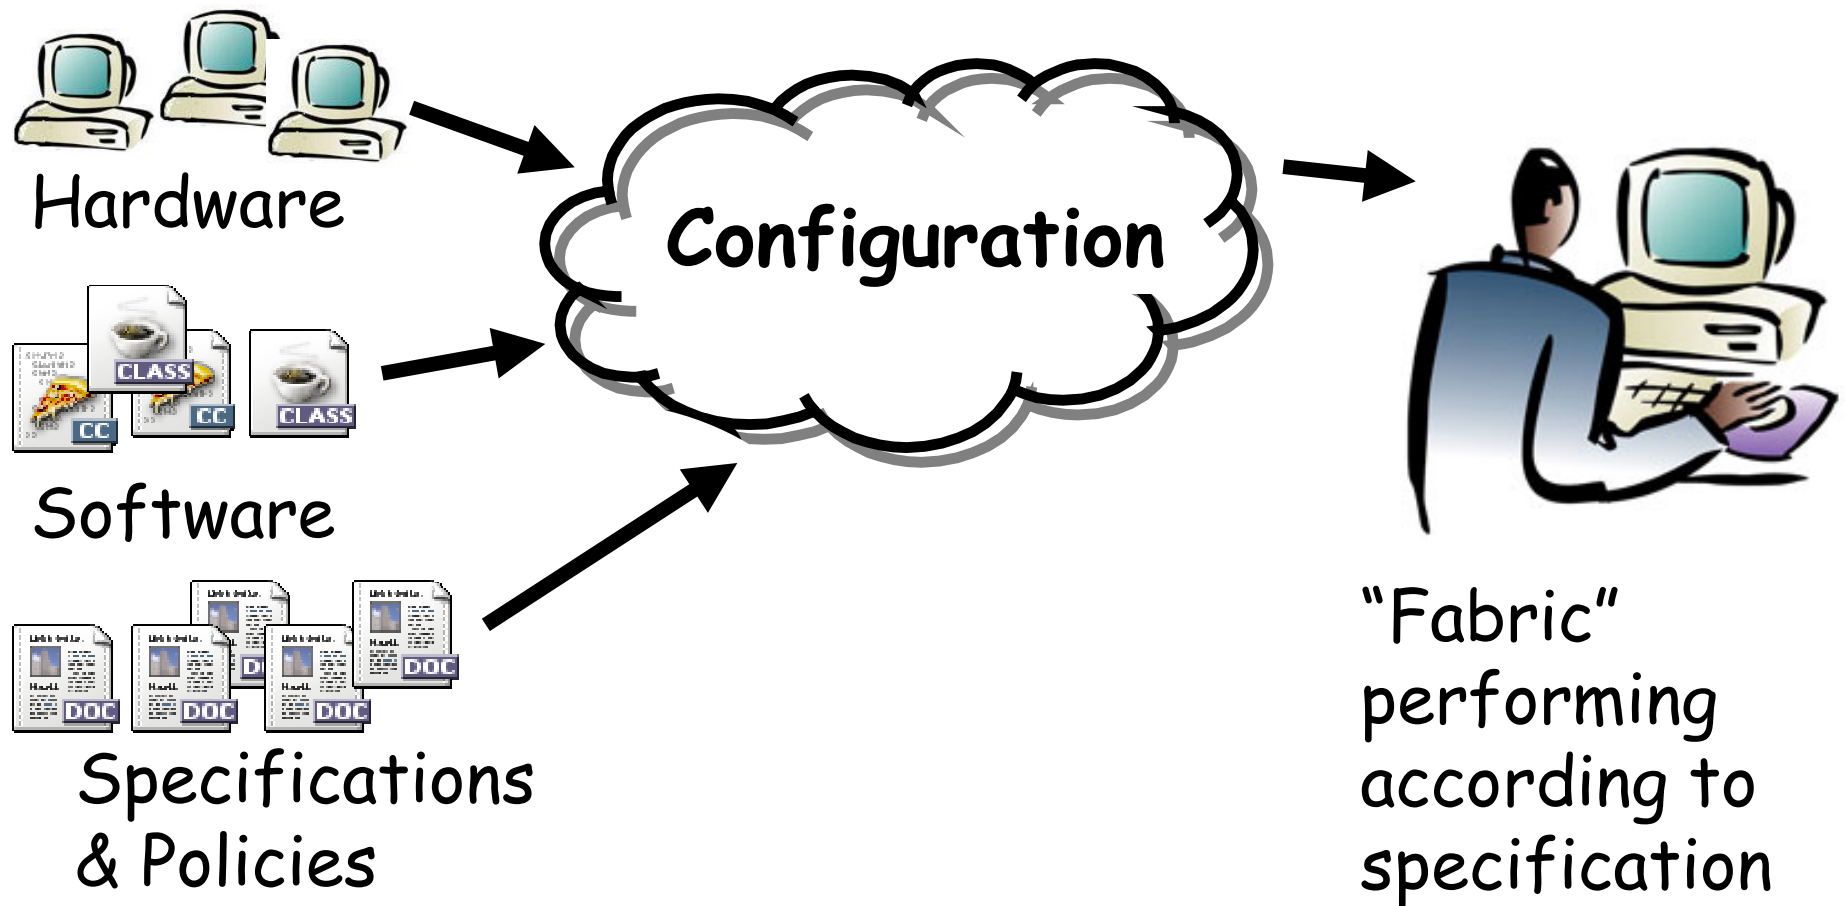 Hardware
Configuration
CLASS
CLASS
CC
CC
Software
DOC
DOC
DOC
DOC
Specifications
& Policies
“Fabric”
performing
according to
specification